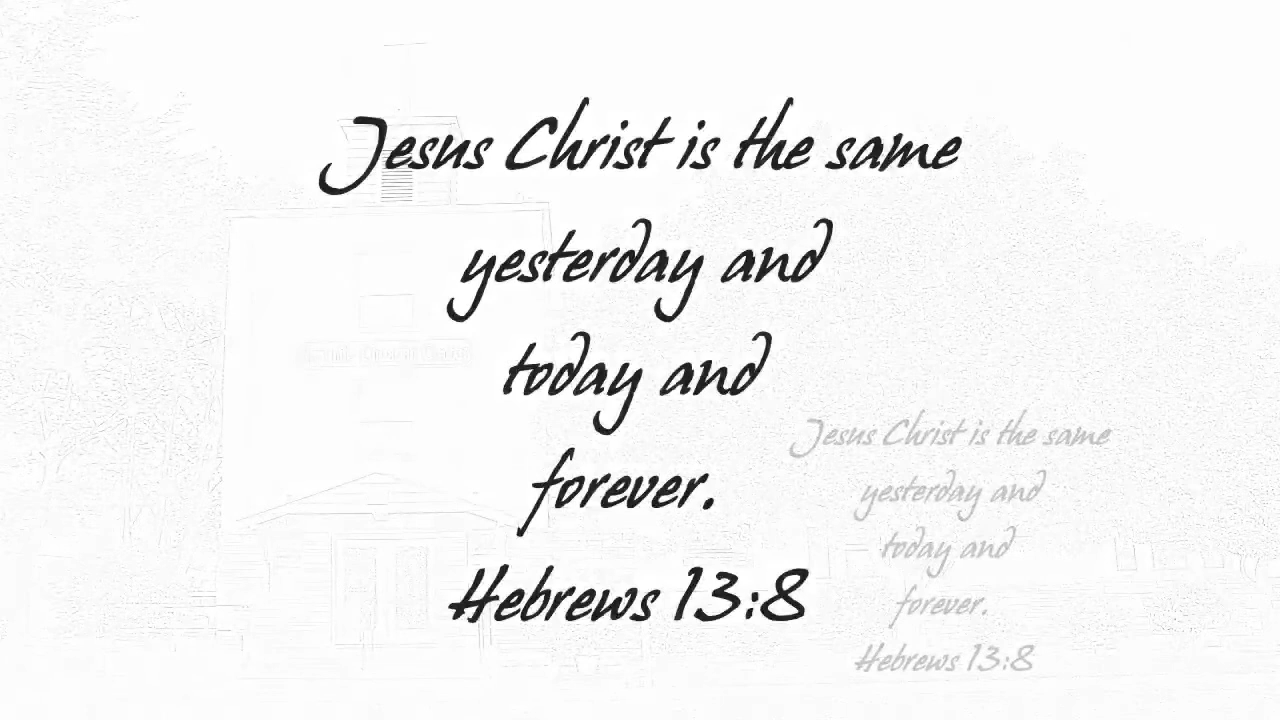 Jesus Christ is the same
yesterday and
today and
forever.
Hebrews 13:8
Jesus Christ is the same
yesterday and
today and
forever.
Hebrews 13:8